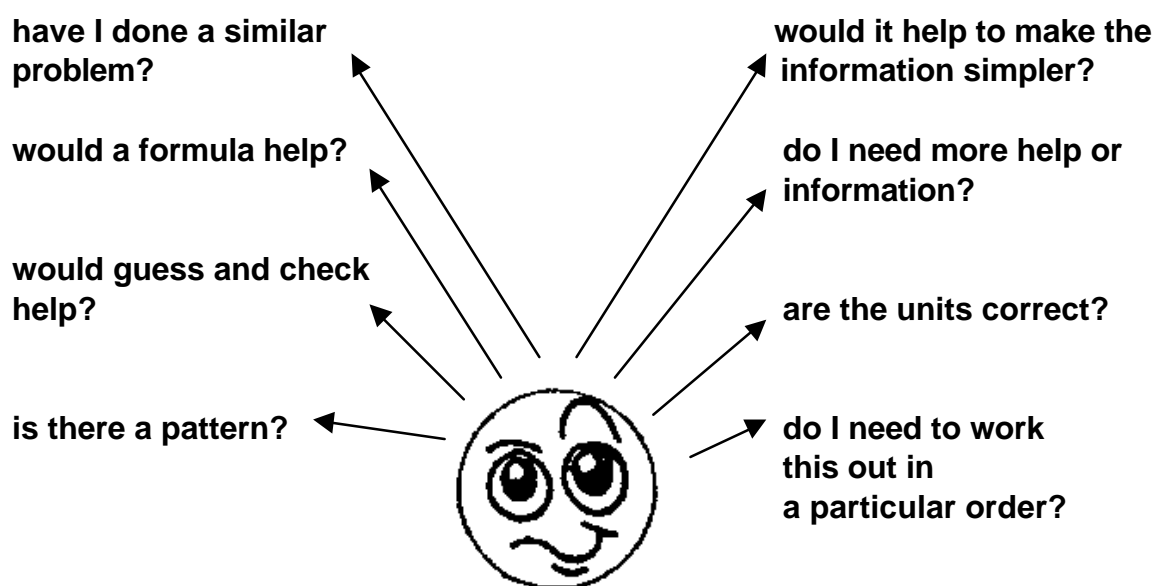 have I done a similar
problem?
would a formula help?
would guess and check
help?
is there a pattern?
would it help to make the
information simpler?
do I need more help or
information?
are the units correct?
do I need to work
this out in
a particular order?